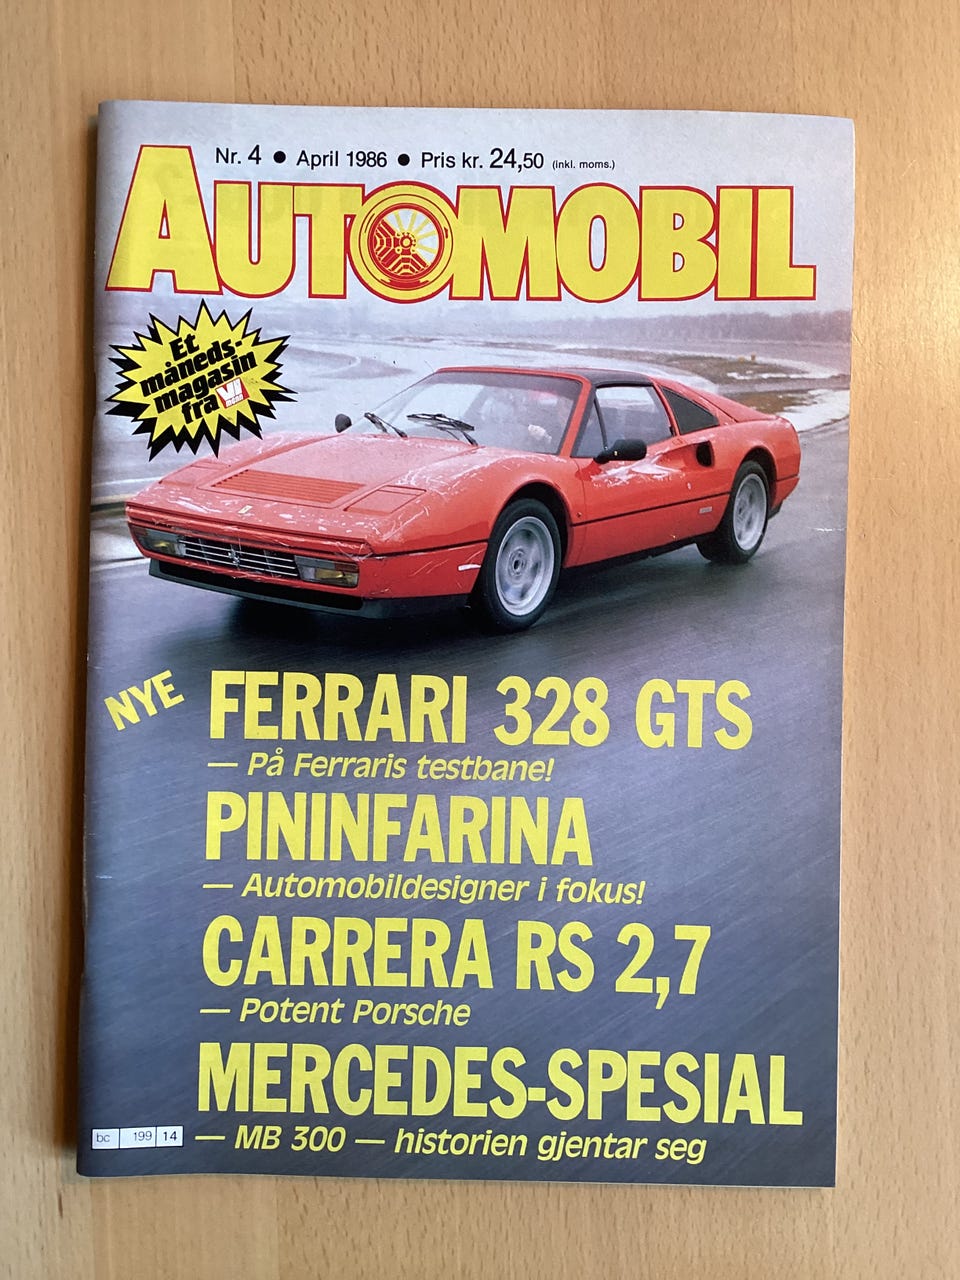 Nr. 4 ● April 1986 ● Pris kr. 24,50 (inkl. moms.)
AUTOMOBIL
Et
måneds-
magasin
fra VI
menn
NYE FERRARI 328 GTS
— På Ferraris testbane!
PININFARINA
— Automobildesigner i fokus!
CARRERA RS 2,7
— Potent Porsche
MERCEDES-SPESIAL
— MB 300 — historien gjentar seg
bc 199 14